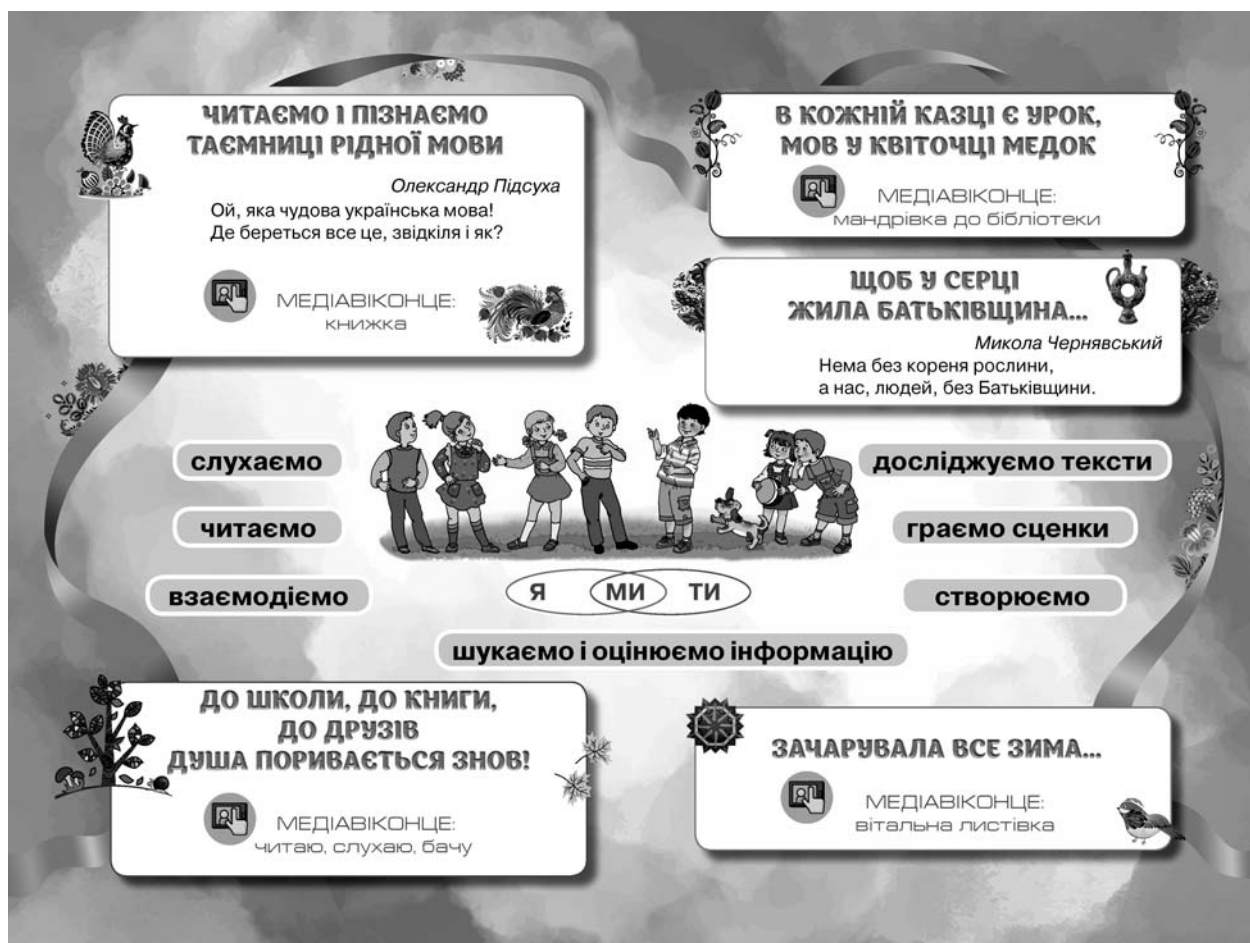 ЧИТАЄМО І ПІЗНАЄМО
ТАЄМНИЦІ РІДНОЇ МОВИ
Олександр Підсуха
Ой, яка чудова українська мова!
Де береться все це, звідкіля і як?
МЕДІАВІКОНЦЕ:
книжка
В КОЖНІЙ КАЗЦІ Є УРОК,
МОВ У КВІТОЧЦІ МЕДОК
МЕДІАВІКОНЦЕ:
мандрівка до бібліотеки
ЩОБ У СЕРЦІ
ЖИЛА БАТЬКІВЩИНА...
Микола Чернявський
Нема без кореня рослини,
а нас, людей, без Батьківщини.
слухаємо
читаємо
взаємодіємо
досліджуємо тексти
граємо сценки
створюємо
Я МИ ТИ
шукаємо і оцінюємо інформацію
ДО ШКОЛИ, ДО КНИГИ,
ДО ДРУЗІВ
ДУША ПОРИВАЄТЬСЯ ЗНОВ!
МЕДІАВІКОНЦЕ:
читаю, слухаю, бачу
ЗАЧАРУВАЛА ВСЕ ЗИМА...
МЕДІАВІКОНЦЕ:
вітальна листівка